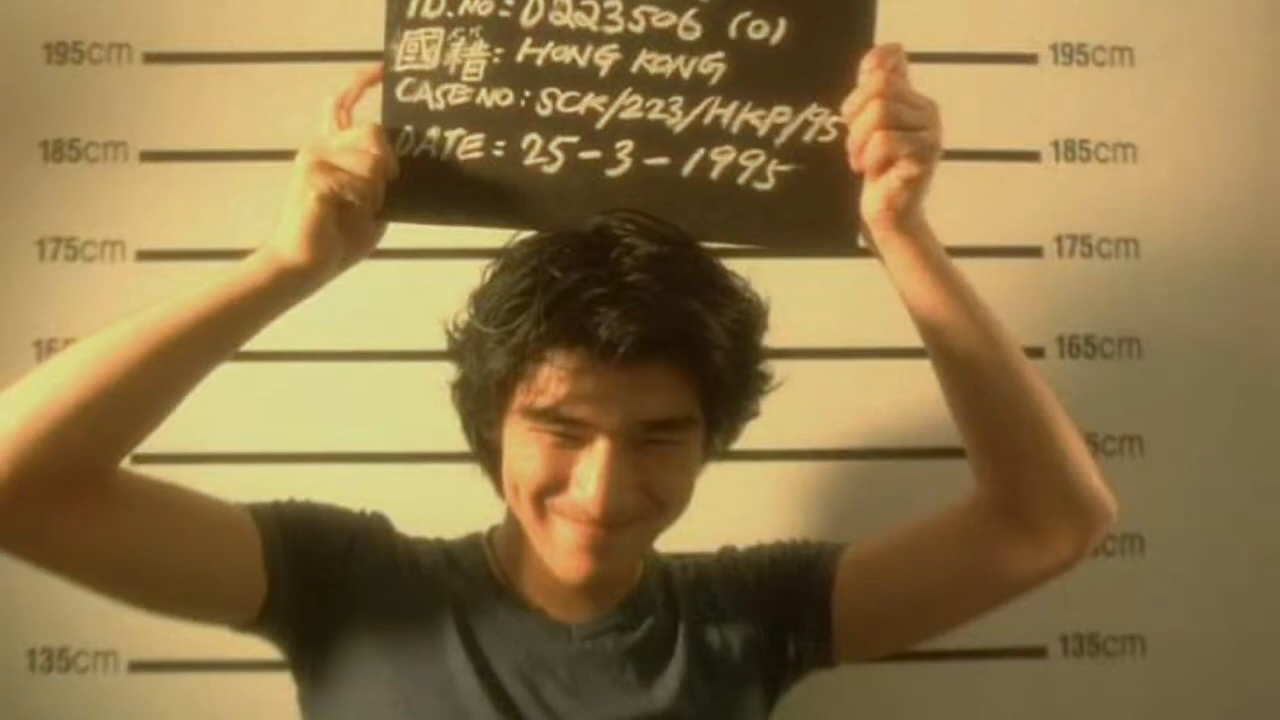 ID.NO: D223506 (0)
國籍: HONG KONG
CASE NO: SCK/223/HKP/95
DATE: 25-3-1995
195cm 195cm
185cm 185cm
175cm 175cm
165cm
135cm 135cm